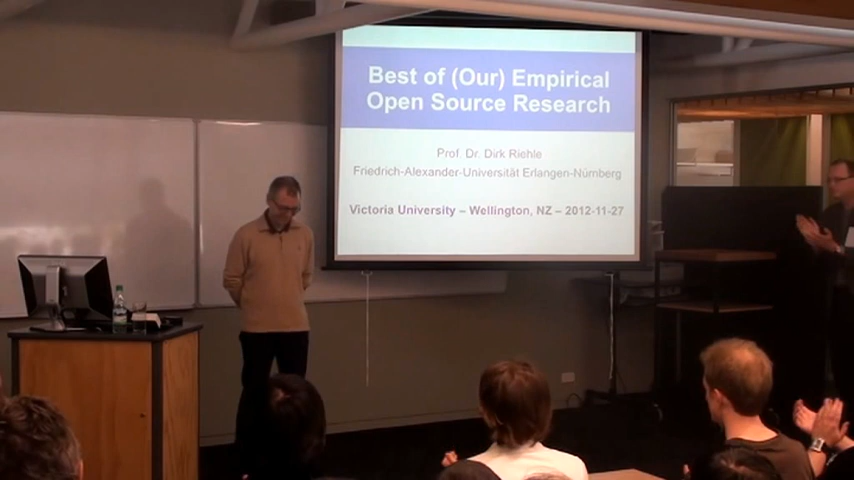 Best of (Our) Empirical
Open Source Research
Prof. Dr. Dirk Riehle
Friedrich-Alexander-Universität Erlangen-Nürnberg
Victoria University – Wellington, NZ – 2012-11-27